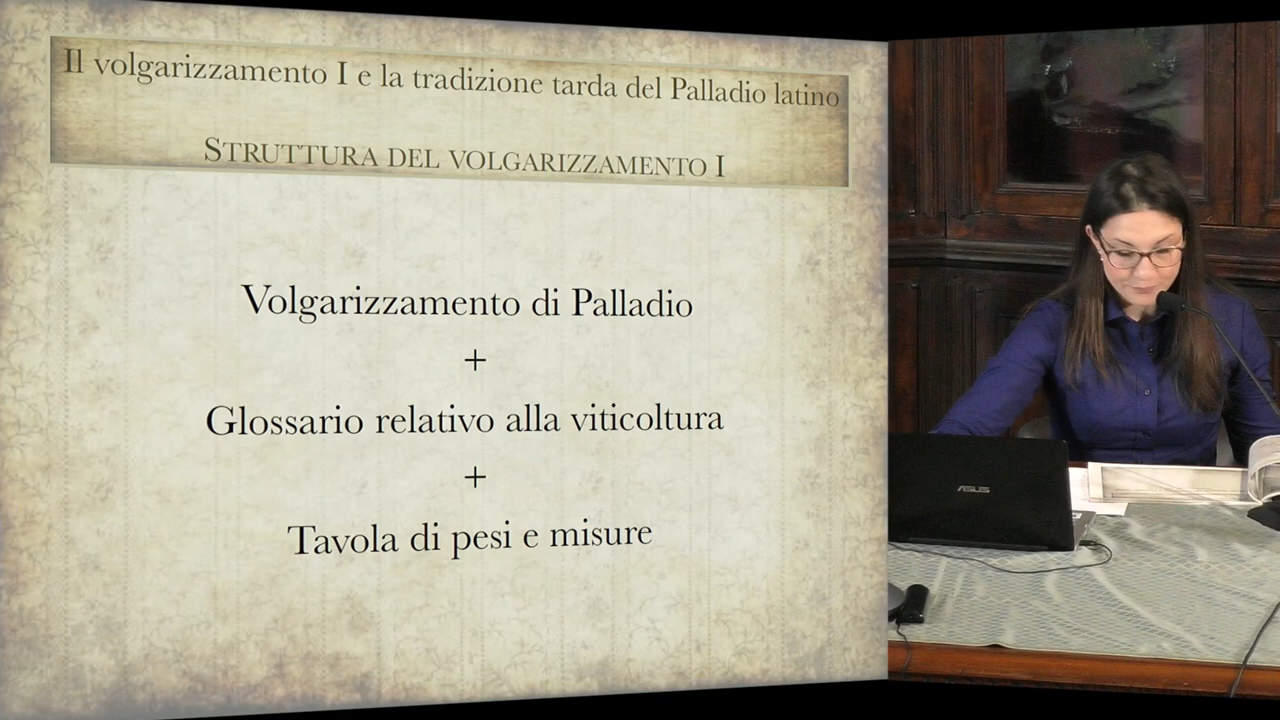 Il volgarizzamento I e la tradizione tarda del Palladio latino
STRUTTURA DEL VOLGARIZZAMENTO I
Volgarizzamento di Palladio
+
Glossario relativo alla viticoltura
+
Tavola di pesi e misure
ASUS